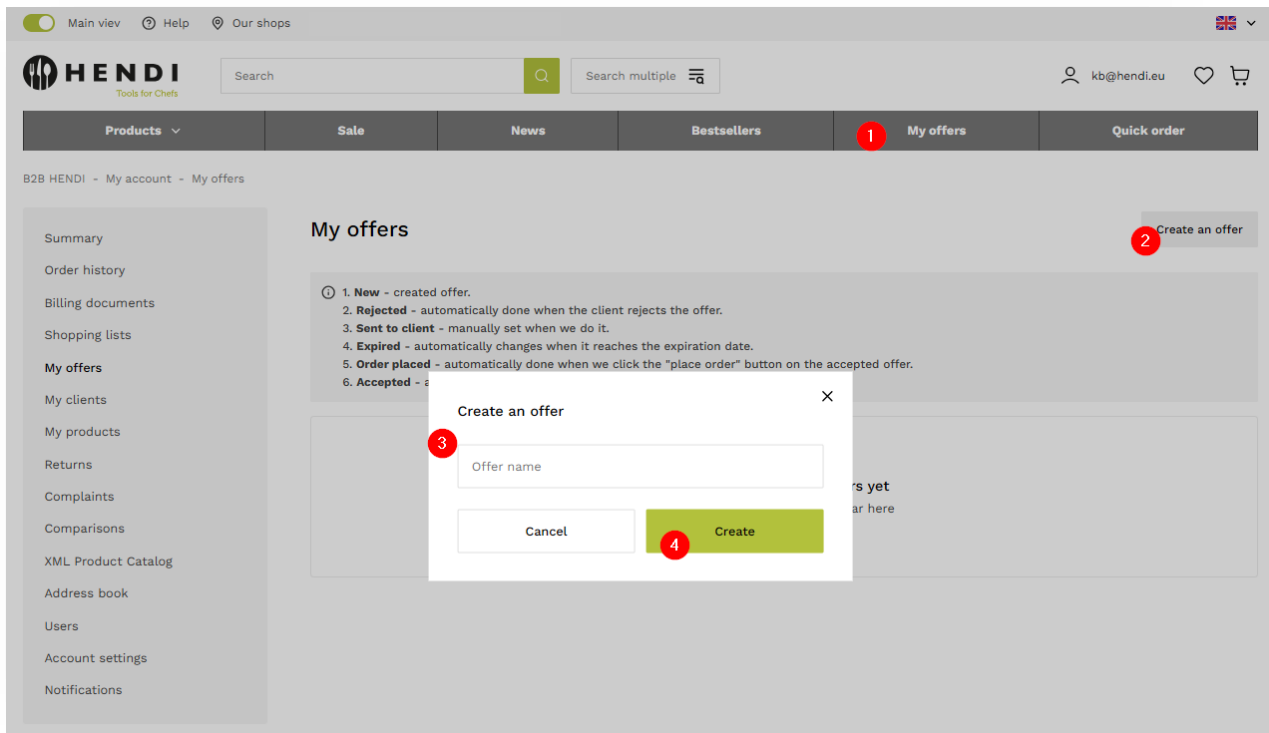 Main viev Help Our shops
HENDI
Tools for Chefs
Search
Search multiple
kb@hendi.eu
Products Sale News Bestsellers 1 My offers Quick order
B2B HENDI - My account - My offers
Summary
Order history
Billing documents
Shopping lists
My offers
My clients
My products
Returns
Complaints
Comparisons
XML Product Catalog
Address book
Users
Account settings
Notifications
My offers
2 Create an offer
1. New - created offer.
2. Rejected - automatically done when the client rejects the offer.
3. Sent to client - manually set when we do it.
4. Expired - automatically changes when it reaches the expiration date.
5. Order placed - automatically done when we click the "place order" button on the accepted offer.
6. Accepted - a
Create an offer
3
Offer name
Cancel
4 Create
rs yet
ar here